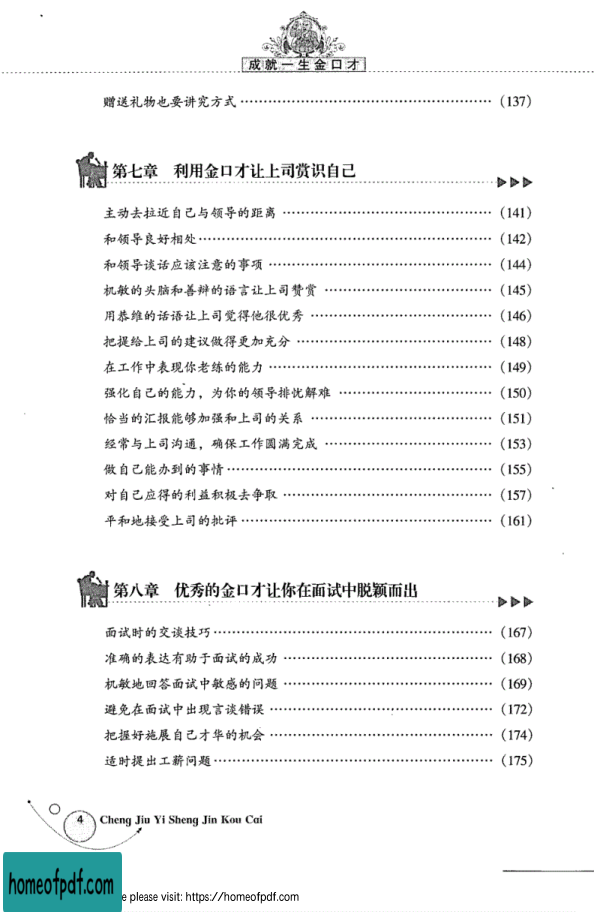 成就一生金口才
赠送礼物也要讲究方式 ………………………………………… (137)
第七章 利用金口才让上司赏识自己
主动去拉近自己与领导的距离 ………………………………… (141)
和领导良好相处 ………………………………………………… (142)
和领导谈话应该注意的事项 …………………………………… (144)
机敏的头脑和善辩的语言让上司赞赏 ………………………… (145)
用恭维的话语让上司觉得他很优秀 …………………………… (146)
把提给上司的建议做得更加充分 ……………………………… (148)
在工作中表现你老练的能力 …………………………………… (149)
强化自己的能力，为你的领导排忧解难 ……………………… (150)
恰当的汇报能够加强和上司的关系 …………………………… (151)
经常与上司沟通，确保工作圆满完成 ………………………… (153)
做自己能办到的事情 …………………………………………… (155)
对自己应得的利益积极去争取 ………………………………… (157)
平和地接受上司的批评 ………………………………………… (161)
第八章 优秀的金口才让你在面试中脱颖而出
面试时的交谈技巧 ……………………………………………… (167)
准确的表达有助于面试的成功 ………………………………… (168)
机敏地回答面试中敏感的问题 ………………………………… (169)
避免在面试中出现言谈错误 …………………………………… (172)
把握好施展自己才华的机会 …………………………………… (174)
适时提出工薪问题 ……………………………………………… (175)
4 Cheng Jiu Yi Sheng Jin Kou Cai
homeofpdf.com
please visit: https://homeofpdf.com